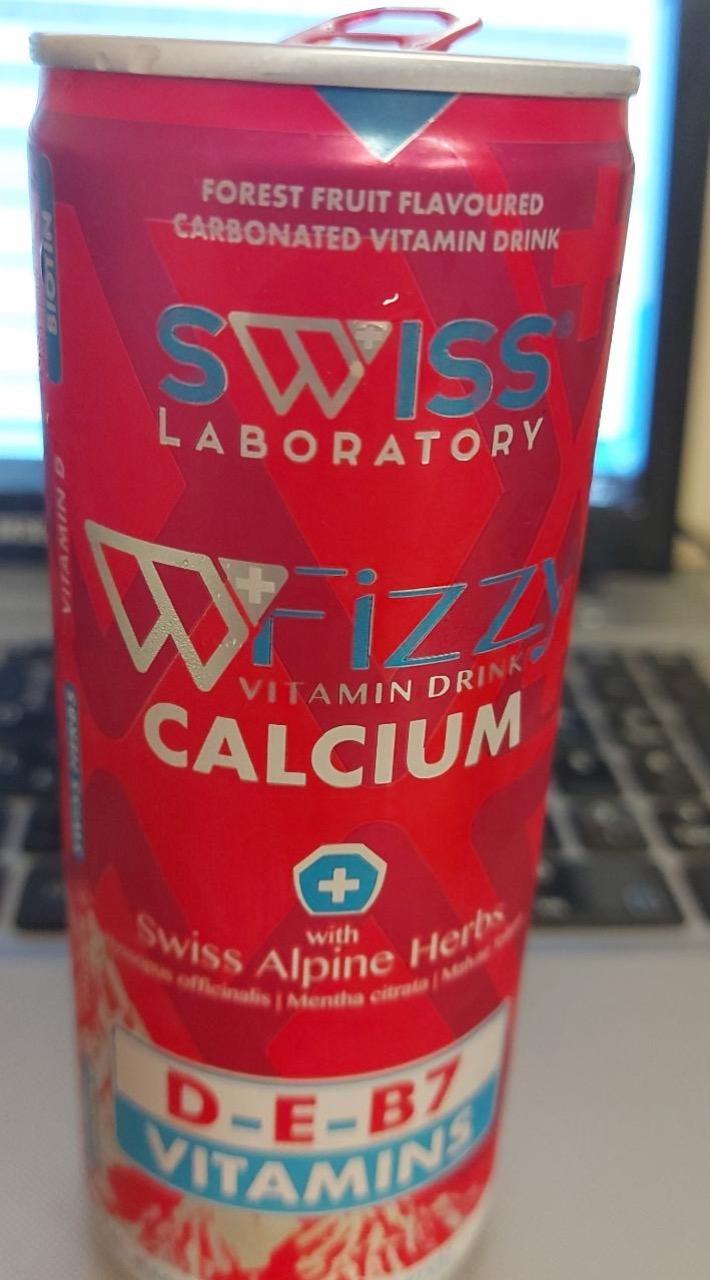 FOREST FRUIT FLAVOURED
CARBONATED VITAMIN DRINK
SWISS®
LABORATORY
W Fizzy
VITAMIN DRINK
CALCIUM
with
Swiss Alpine Herbs
officinalis | Mentha citrata |
D-E-B7
VITAMINS
BIOTIN
VITAMIN D